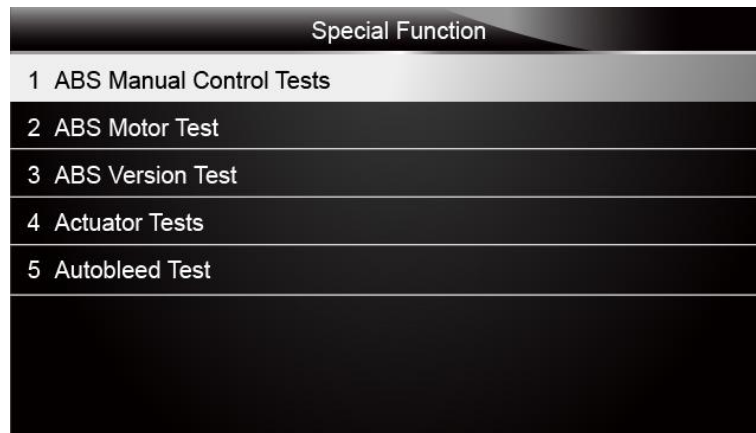 Special Function
1 ABS Manual Control Tests
2 ABS Motor Test
3 ABS Version Test
4 Actuator Tests
5 Autobleed Test